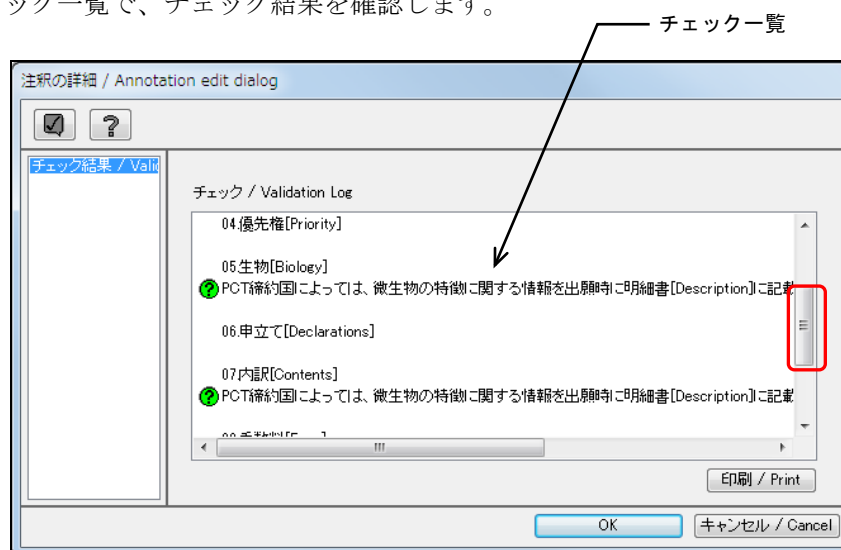 ック一覧で、チェック結果を確認します。
チェック一覧
注釈の詳細 / Annotation edit dialog
チェック結果 / Valid
チェック / Validation Log
04.優先権[Priority]
05.生物[Biology]
PCT締約国によっては、微生物の特徴に関する情報を出願時に明細書[Description]に記載
06.申立て[Declarations]
07.内訳[Contents]
PCT締約国によっては、微生物の特徴に関する情報を出願時に明細書[Description]に記載
印刷 / Print
OK
キャンセル / Cancel